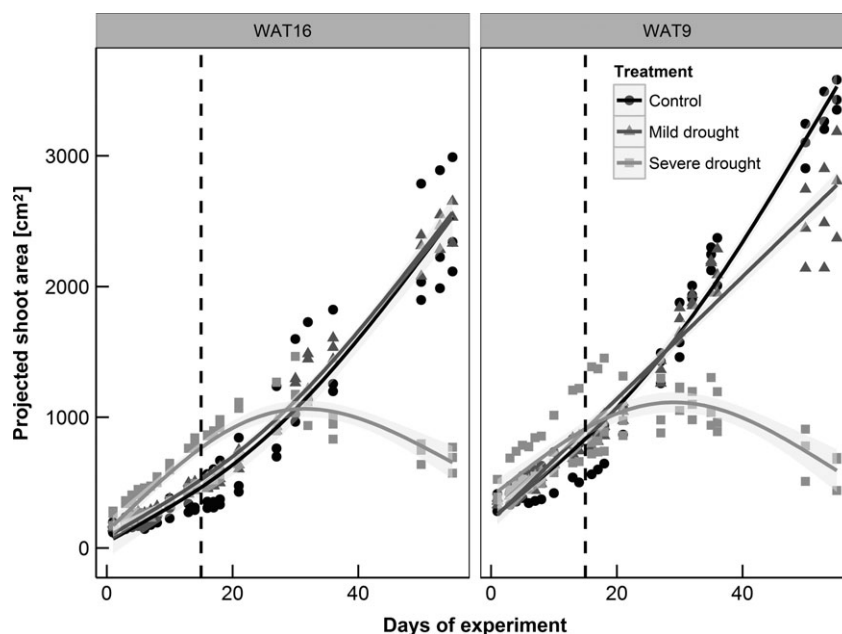 WAT16
WAT9
Treatment
Control
Mild drought
Severe drought
Projected shoot area [cm²]
3000
2000
1000
0
0
20
40
0
20
40
Days of experiment